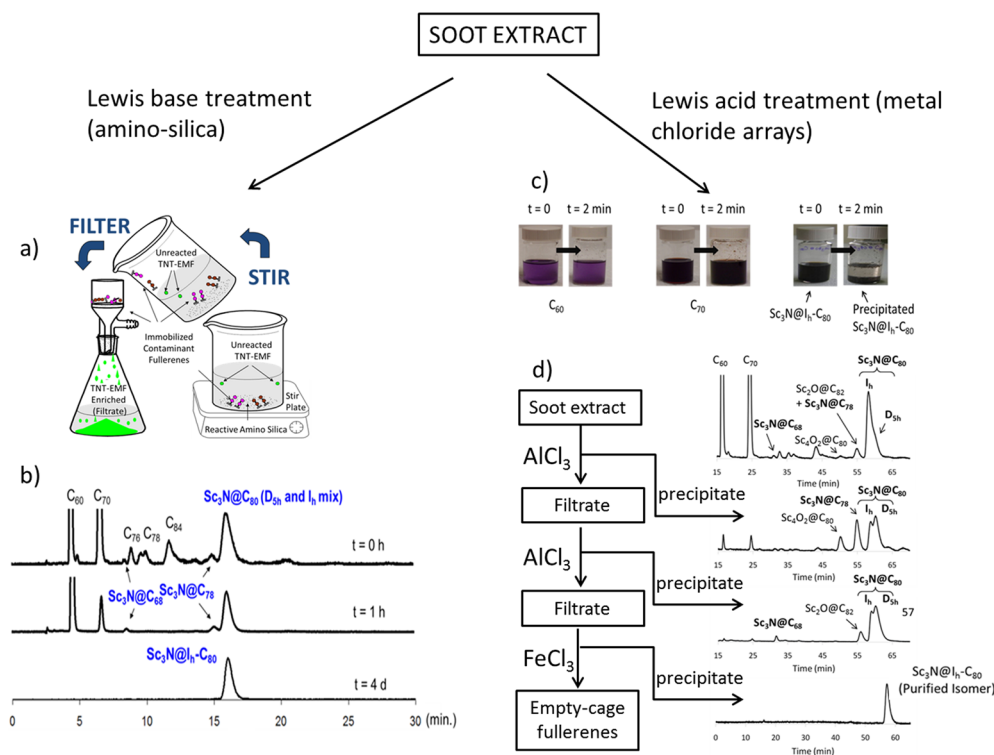 SOOT EXTRACT
Lewis base treatment
(amino-silica)
Lewis acid treatment (metal
chloride arrays)
a)
FILTER
STIR
Unreacted
TNT-EMF
Immobilized
Contaminant
Fullerenes
Unreacted
TNT-EMF
TNT-EMF
Enriched
(Filtrate)
Stir
Plate
Reactive Amino Silica
b)
C60
C70
C76
C78
C84
Sc3N@C80 (D5h and Ih mix)
t = 0 h
Sc3N@C68
Sc3N@C78
t = 1 h
Sc3N@Ih-C80
t = 4 d
0 5 10 15 20 25 30 (min.)
c)
t = 0 t = 2 min
C60
t = 0 t = 2 min
C70
t = 0 t = 2 min
Sc3N@Ih-C80
Precipitated
Sc3N@Ih-C80
d)
Soot extract
AlCl3
precipitate
Filtrate
AlCl3
precipitate
Filtrate
FeCl3
precipitate
Empty-cage
fullerenes
C60
C70
Sc3N@C68
Sc2O@C82
+ Sc3N@C78
Sc4O2@C80
Sc3N@C80
Ih
D5h
15 25 35 45 55 65
Time (min)
Sc3N@C78
Sc4O2@C80
Sc3N@C80
Ih D5h
15 25 35 45 55 65
Time (min)
Sc3N@C68
Sc2O@C82
Sc3N@C80
Ih D5h
57
15 25 35 45 55 65
Time (min)
Sc3N@Ih-C80
(Purified Isomer)
0 10 20 30 40 50 60
Time (min)